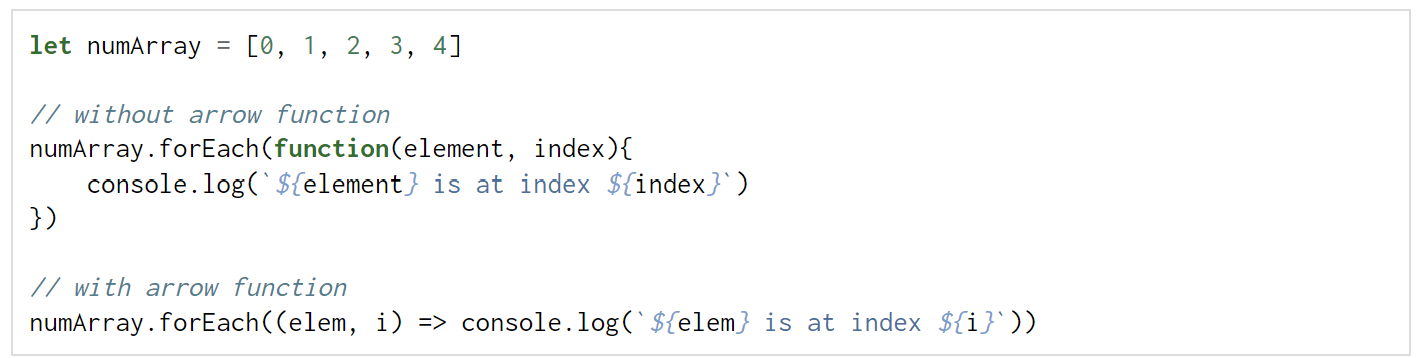 let numArray = [0, 1, 2, 3, 4]
// without arrow function
numArray.forEach(function(element, index){
    console.log(`${element} is at index ${index}`)
})
// with arrow function
numArray.forEach((elem, i) => console.log(`${elem} is at index ${i}`))